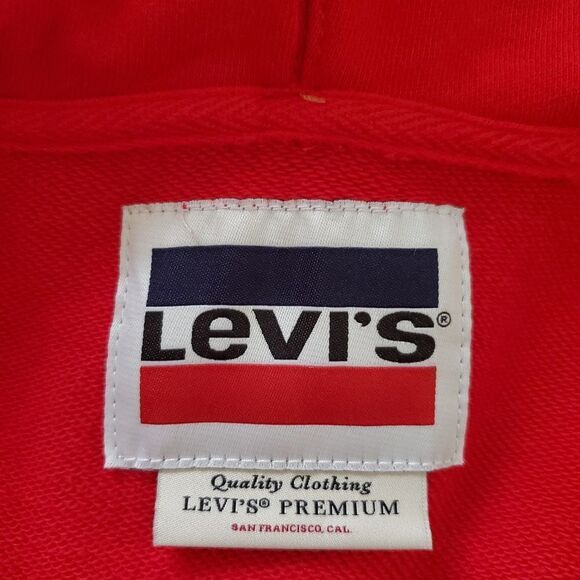 LEVI'S®
Quality Clothing
LEVI'S® PREMIUM
SAN FRANCISCO, CAL.